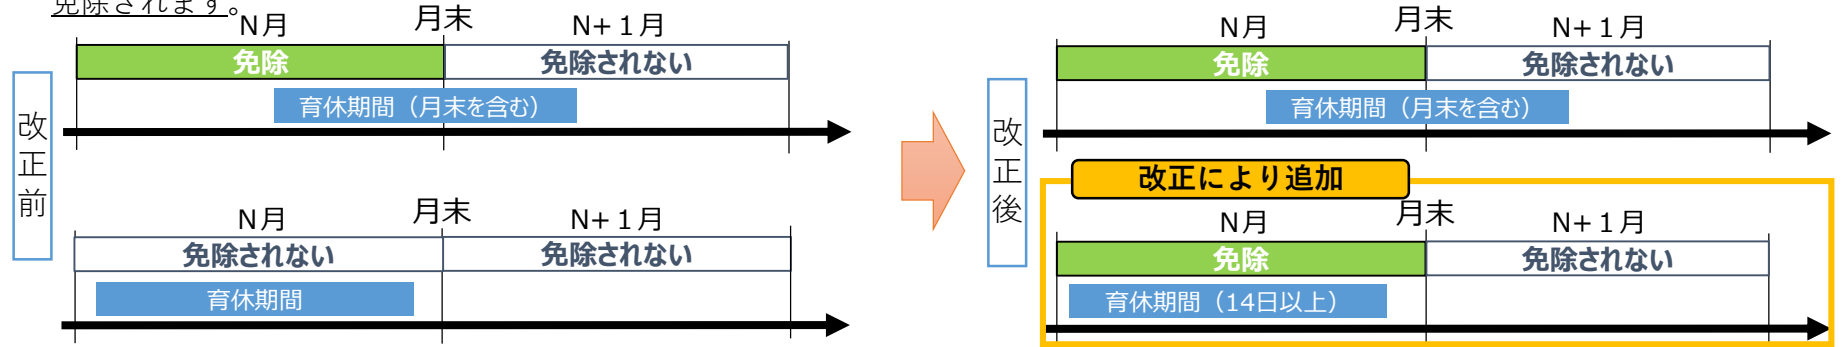 免除されます。
N月 月末 N+１月
免除 免除されない
育休期間（月末を含む）
改正前
N月 月末 N+１月
免除されない 免除されない
育休期間
N月 月末 N+１月
免除 免除されない
育休期間（月末を含む）
改正後
改正により追加
N月 月末 N+１月
免除 免除されない
育休期間（14日以上）